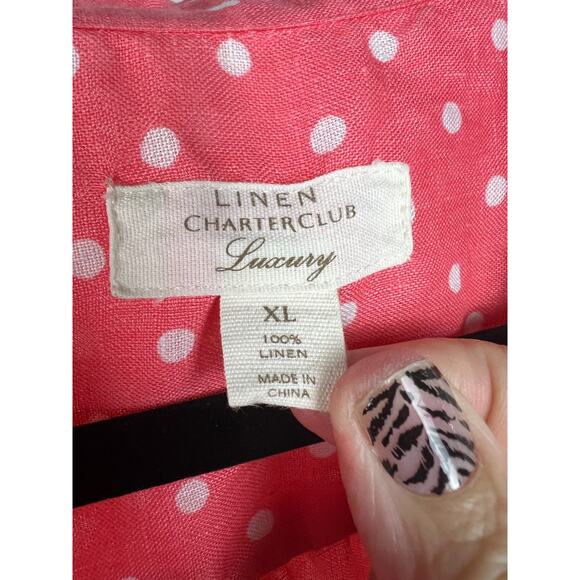 LINEN
CHARTER CLUB
Luxury
XL
100%
LINEN
MADE IN
CHINA